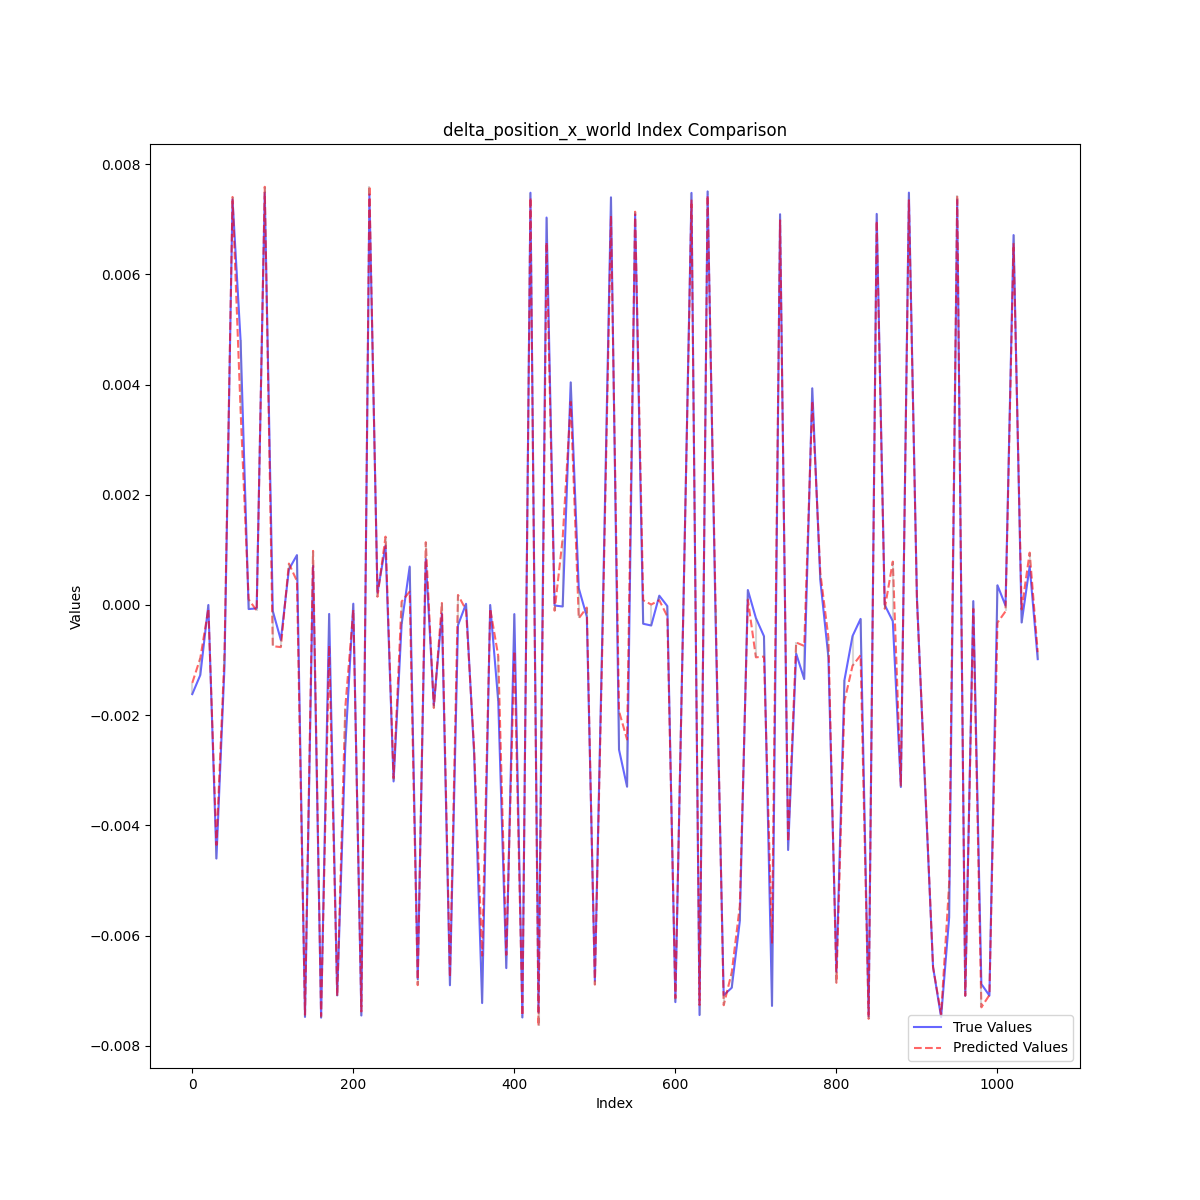 delta_position_x_world Index Comparison
0.008
0.006
0.004
0.002
0.000
−0.002
−0.004
−0.006
−0.008
Values
0 200 400 600 800 1000
Index
True Values
Predicted Values